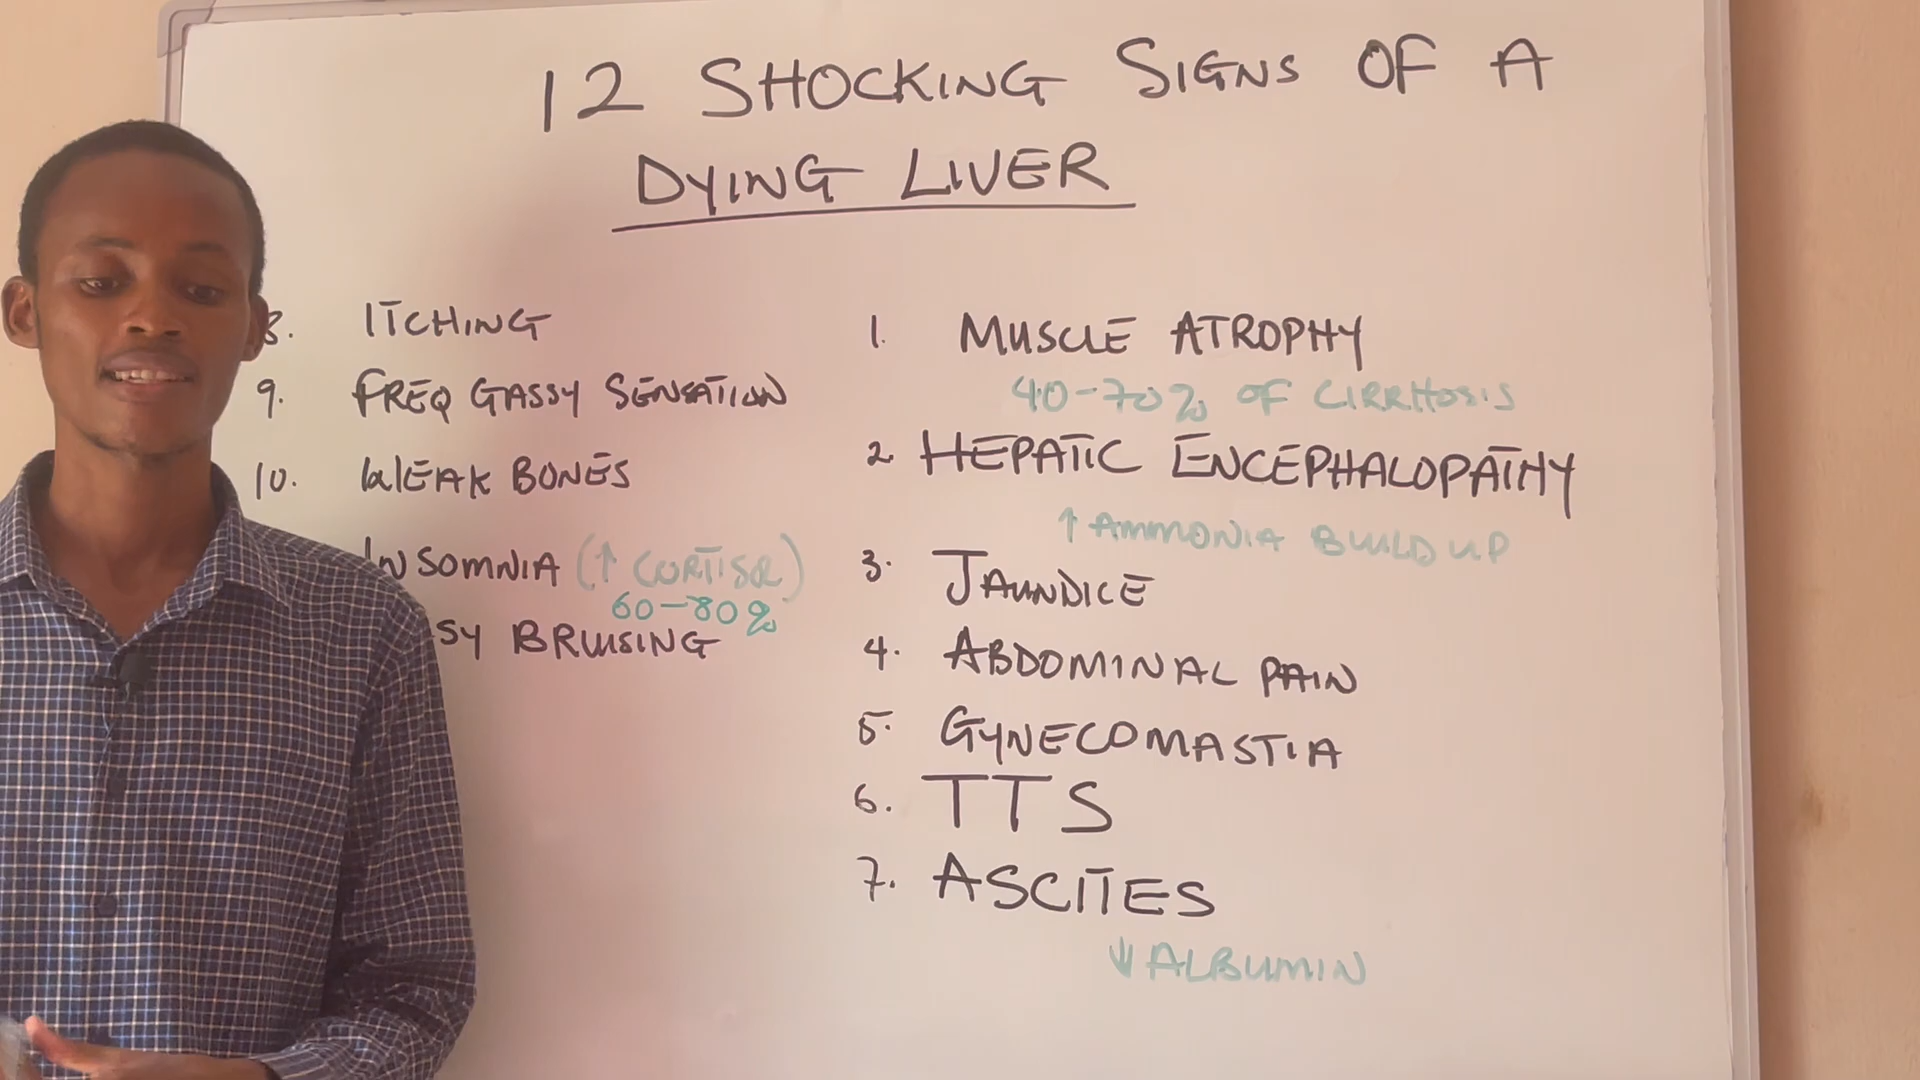 12 SHOCKING SIGNS OF A
DYING LIVER
1. MUSCLE ATROPHY
40-70% OF CIRRHOSIS
2. HEPATIC ENCEPHALOPATHY
↑ AMMONIA BUILD UP
3. JAUNDICE
4. ABDOMINAL PAIN
5. GYNECOMASTIA
6. TTS
7. ASCITES
↓ ALBUMIN
8. ITCHING
9. FREQ GASSY SENSATION
10. WEAK BONES
INSOMNIA (↑ CORTISOL)
60-80%
SY BRUISING